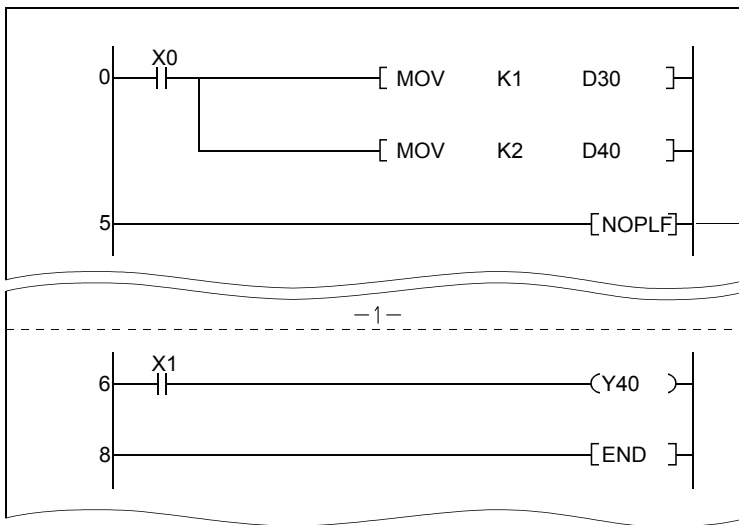 X0
0 [ MOV K1 D30 ]
[ MOV K2 D40 ]
5 [NOPLF]
−1−
X1
6 (Y40 )
8 [END ]